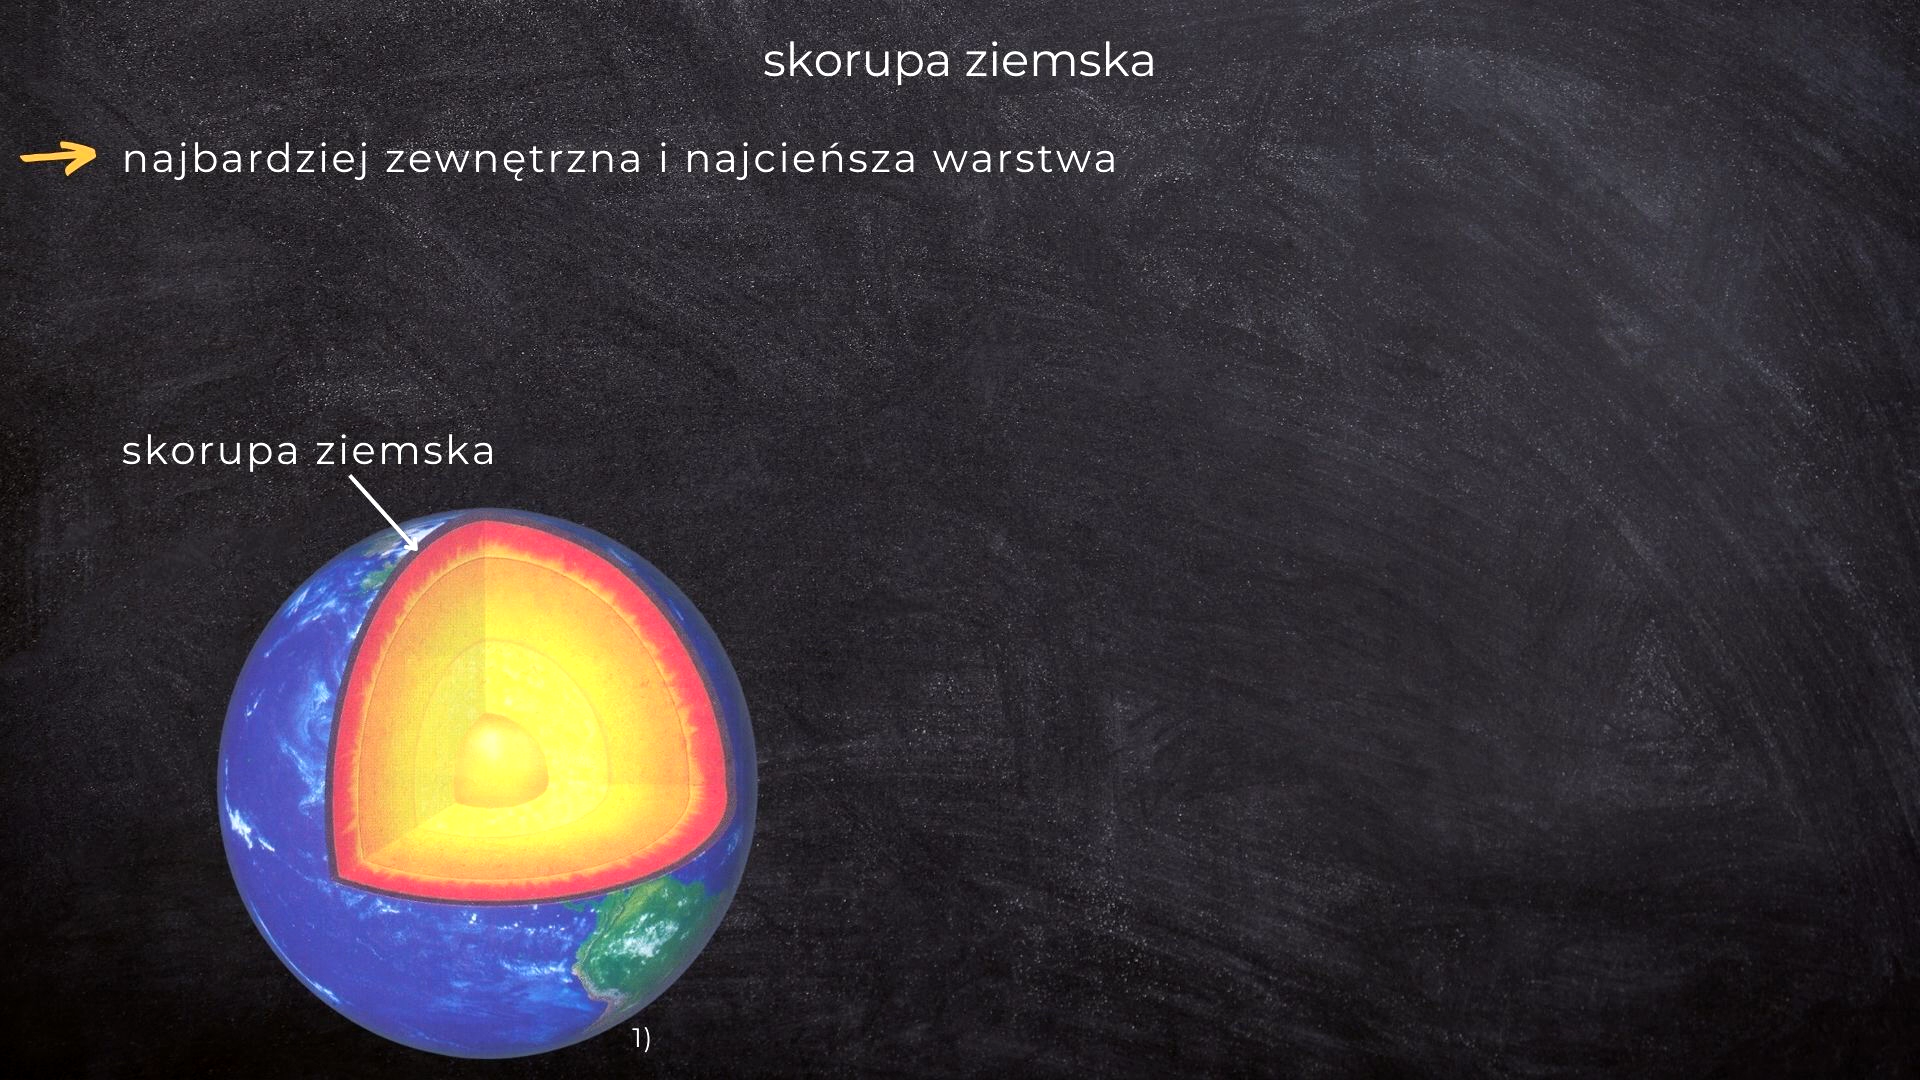 skorupa ziemska
najbardziej zewnętrzna i najcieńsza warstwa
skorupa ziemska
1)